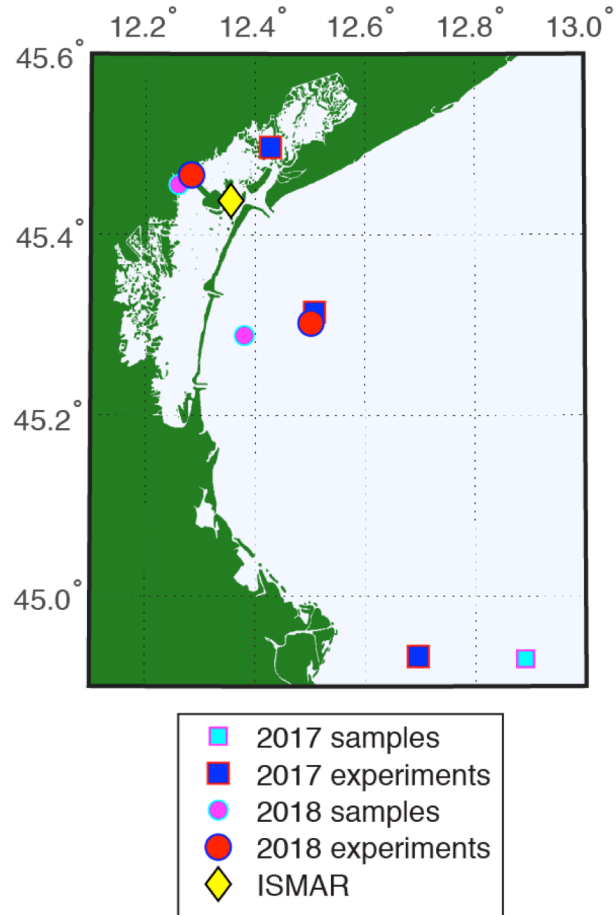 12.2° 12.4° 12.6° 12.8° 13.0°
45.6°
45.4°
45.2°
45.0°
2017 samples
2017 experiments
2018 samples
2018 experiments
ISMAR